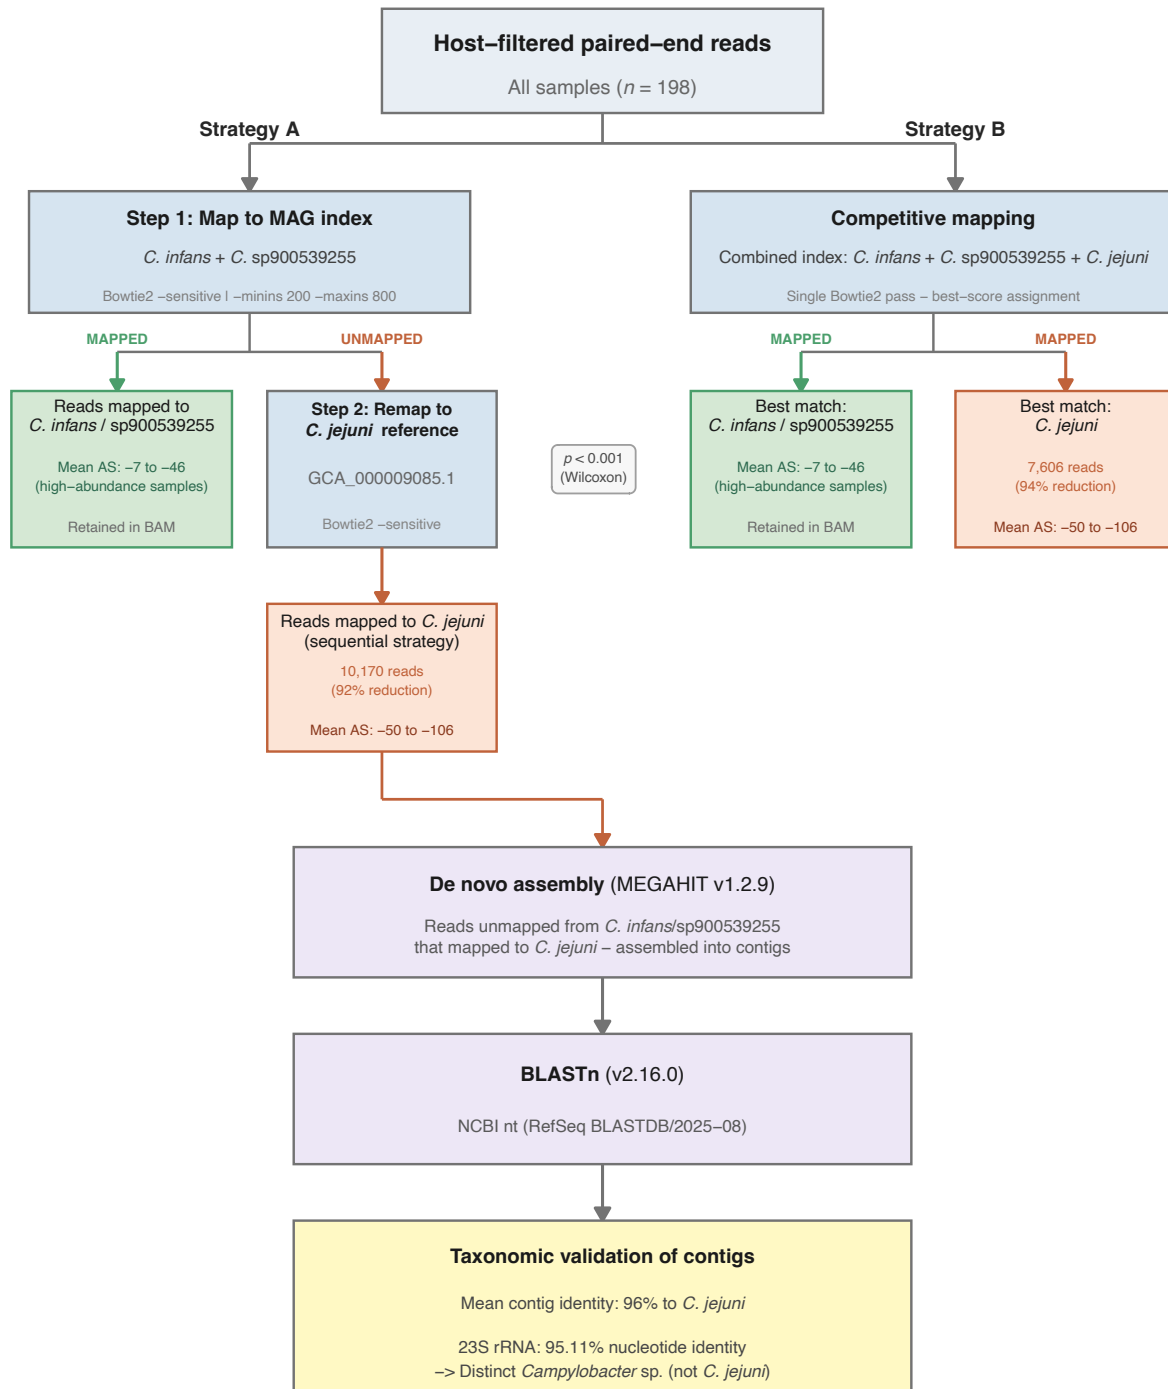 Host–filtered paired–end reads
All samples (n = 198)
Strategy A
Strategy B
Step 1: Map to MAG index
C. infans + C. sp900539255
Bowtie2 –sensitive | –minins 200 –maxins 800
Competitive mapping
Combined index: C. infans + C. sp900539255 + C. jejuni
Single Bowtie2 pass – best–score assignment
MAPPED
UNMAPPED
MAPPED
MAPPED
Reads mapped to
C. infans / sp900539255
Mean AS: –7 to –46
(high–abundance samples)
Retained in BAM
Step 2: Remap to
C. jejuni reference
GCA_000009085.1
Bowtie2 –sensitive
p < 0.001
(Wilcoxon)
Best match:
C. infans / sp900539255
Mean AS: –7 to –46
(high–abundance samples)
Retained in BAM
Best match:
C. jejuni
7,606 reads
(94% reduction)
Mean AS: –50 to –106
Reads mapped to C. jejuni
(sequential strategy)
10,170 reads
(92% reduction)
Mean AS: –50 to –106
De novo assembly (MEGAHIT v1.2.9)
Reads unmapped from C. infans/sp900539255
that mapped to C. jejuni – assembled into contigs
BLASTn (v2.16.0)
NCBI nt (RefSeq BLASTDB/2025–08)
Taxonomic validation of contigs
Mean contig identity: 96% to C. jejuni
23S rRNA: 95.11% nucleotide identity
–> Distinct Campylobacter sp. (not C. jejuni)